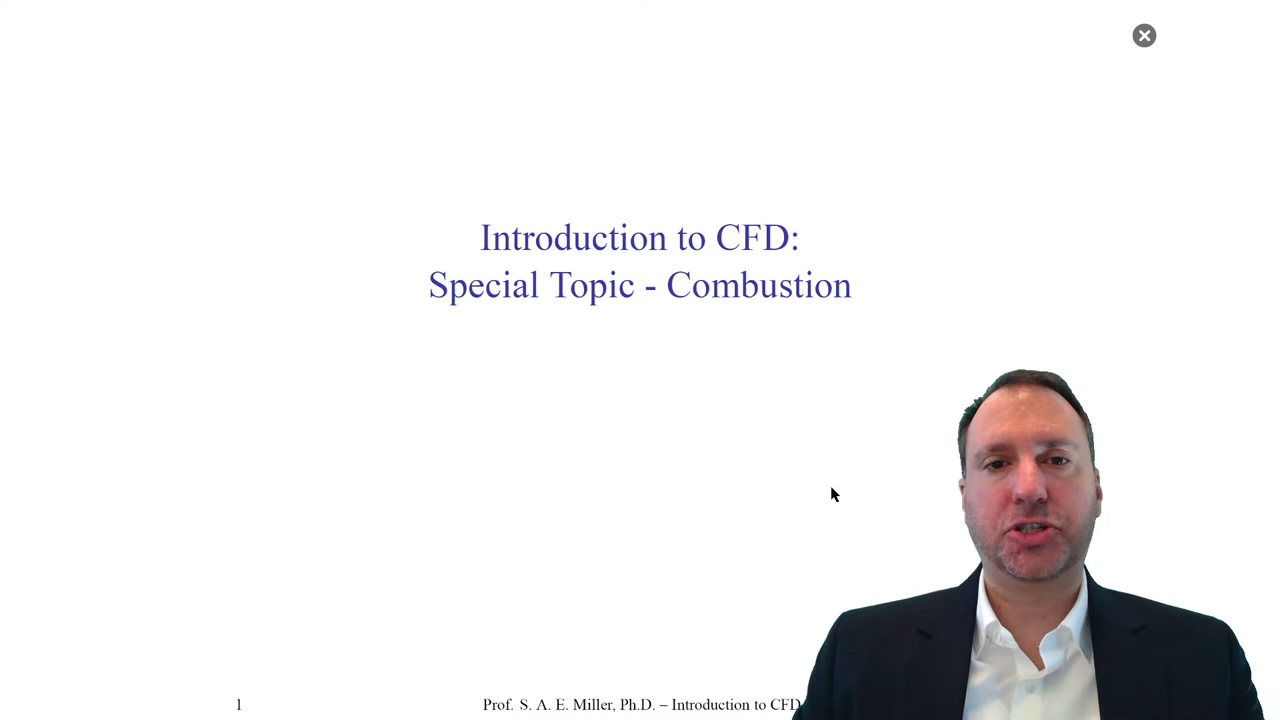 Introduction to CFD:
Special Topic - Combustion
1
Prof. S. A. E. Miller, Ph.D. – Introduction to CFD